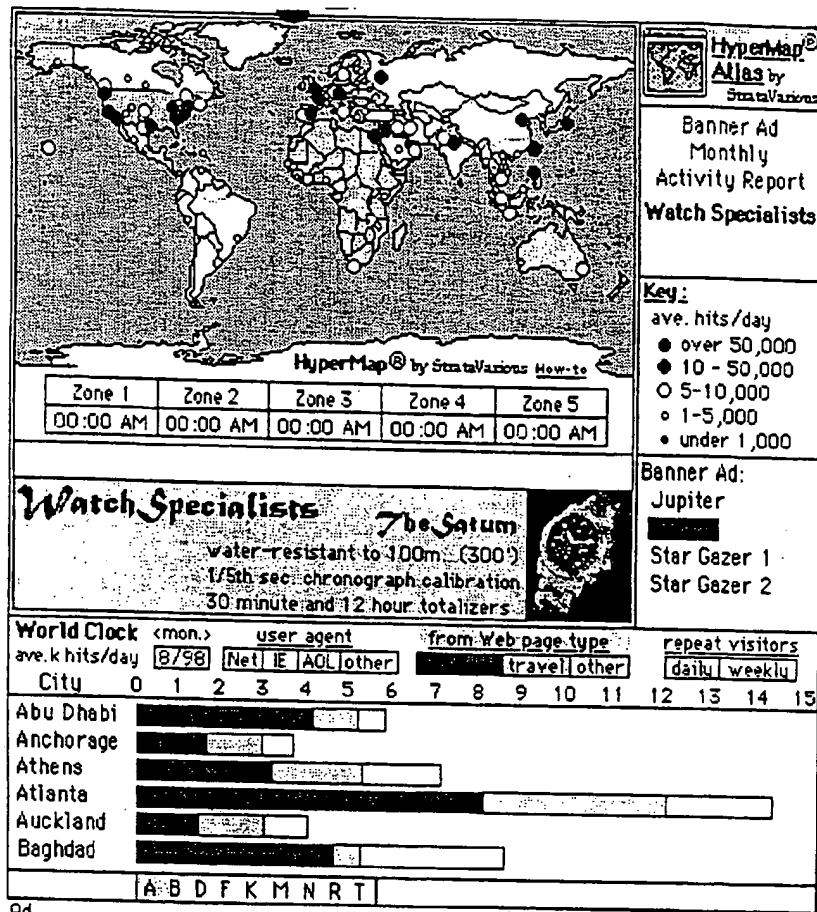 HyperMap®
Atlas by
StrataVarious
Banner Ad
Monthly
Activity Report
Watch Specialists
Key:
ave. hits/day
over 50,000
10 - 50,000
5-10,000
1-5,000
under 1,000
HyperMap® by StrataVarious How-to
Zone 1 Zone 2 Zone 3 Zone 4 Zone 5
00:00 AM 00:00 AM 00:00 AM 00:00 AM 00:00 AM
Watch Specialists
The Saturn
water-resistant to 100m (300')
1/5th sec. chronograph calibration
30 minute and 12 hour totalizers
Banner Ad:
Jupiter
Star Gazer 1
Star Gazer 2
World Clock <mon.> user agent from Web page type repeat visitors
ave.k hits/day 8/98 Net IE AOL other travel other daily weekly
City 0 1 2 3 4 5 6 7 8 9 10 11 12 13 14 15
Abu Dhabi
Anchorage
Athens
Atlanta
Auckland
Baghdad
A B D F K M N R T
9d